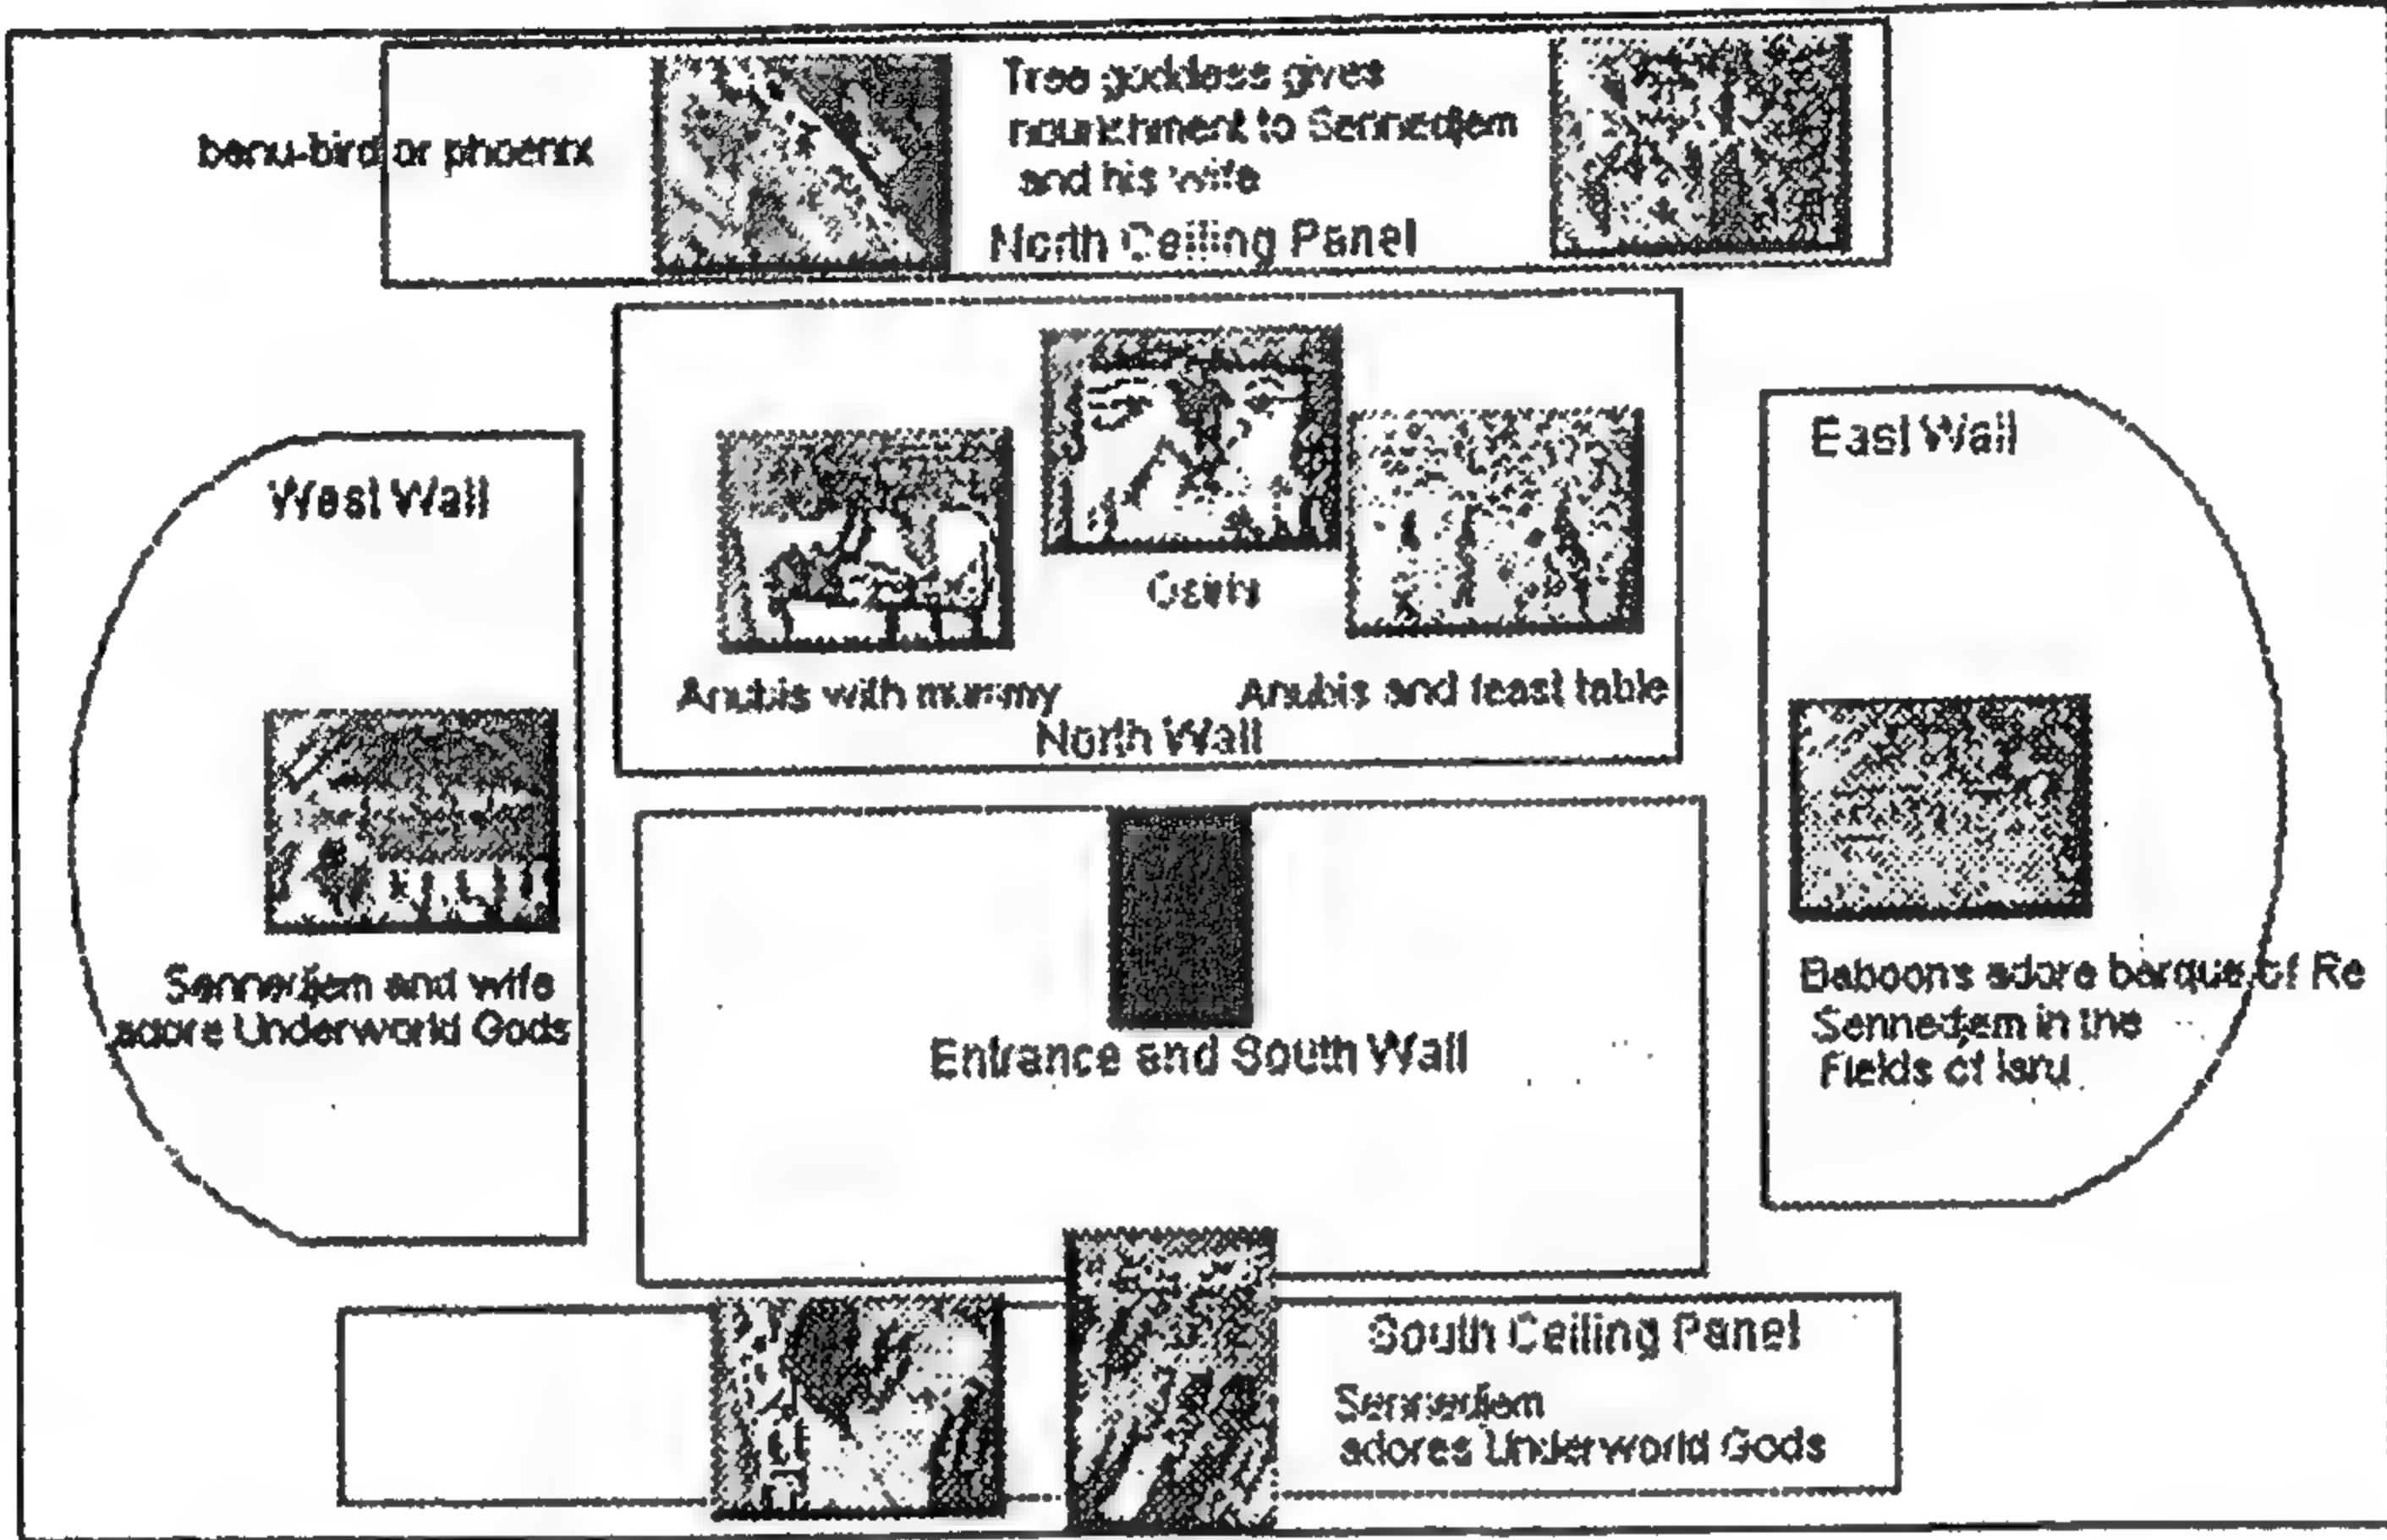 benu-bird or phoenix
Tree goddess gives
nourishment to Sennedjem
and his wife
North Ceiling Panel
West Wall
Osiris
Anubis with mummy
Anubis and feast table
North Wall
East Wall
Sennedjem and wife
adore Underworld Gods
Entrance and South Wall
Baboons adore barque of Re
Sennedjem in the
Fields of Iaru
South Ceiling Panel
Sennedjem
adores Underworld Gods